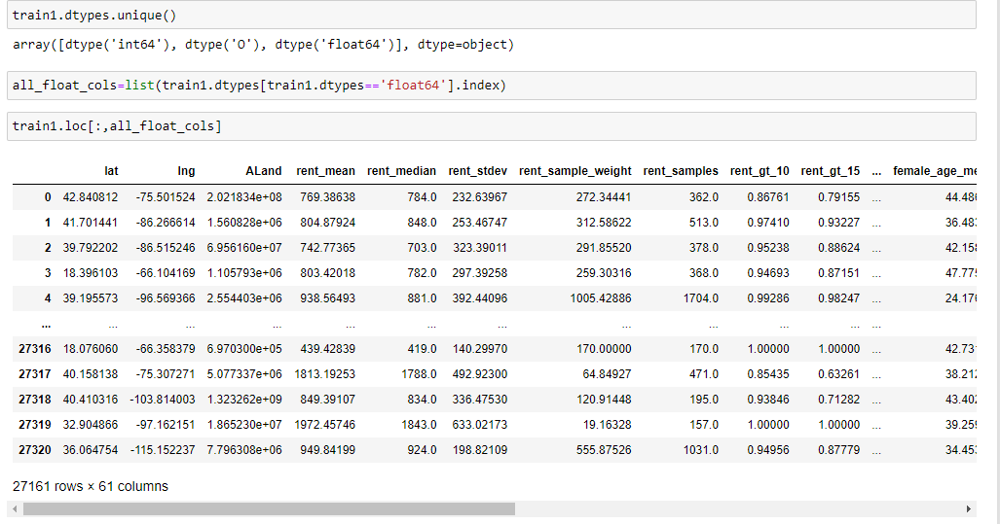 train1.dtypes.unique()
array([dtype('int64'), dtype('O'), dtype('float64')], dtype=object)
all_float_cols=list(train1.dtypes[train1.dtypes=='float64'].index)
train1.loc[:,all_float_cols]
lat lng ALand rent_mean rent_median rent_stdev rent_sample_weight rent_samples rent_gt_10 rent_gt_15 ... female_age_me
0 42.840812 -75.501524 2.021834e+08 769.38638 784.0 232.63967 272.34441 362.0 0.86761 0.79155 ... 44.48
1 41.701441 -86.266614 1.560828e+06 804.87924 848.0 253.46747 312.58622 513.0 0.97410 0.93227 ... 36.48
2 39.792202 -86.515246 6.956160e+07 742.77365 703.0 323.39011 291.85520 378.0 0.95238 0.88624 ... 42.15
3 18.396103 -66.104169 1.105793e+06 803.42018 782.0 297.39258 259.30316 368.0 0.94693 0.87151 ... 47.77
4 39.195573 -96.569366 2.554403e+06 938.56493 881.0 392.44096 1005.42886 1704.0 0.99286 0.98247 ... 24.17
... ... ... ... ... ... ... ... ... ... ... ...
27316 18.076060 -66.358379 6.970300e+05 439.42839 419.0 140.29970 170.00000 170.0 1.00000 1.00000 ... 42.73
27317 40.158138 -75.307271 5.077337e+06 1813.19253 1788.0 492.92300 64.84927 471.0 0.85435 0.63261 ... 38.21
27318 40.410316 -103.814003 1.323262e+09 849.39107 834.0 336.47530 120.91448 195.0 0.93846 0.71282 ... 43.40
27319 32.904866 -97.162151 1.865230e+07 1972.45746 1843.0 633.02173 19.16328 157.0 1.00000 1.00000 ... 39.25
27320 36.064754 -115.152237 7.796308e+06 949.84199 924.0 198.82109 555.87526 1031.0 0.94956 0.87779 ... 34.45
27161 rows × 61 columns